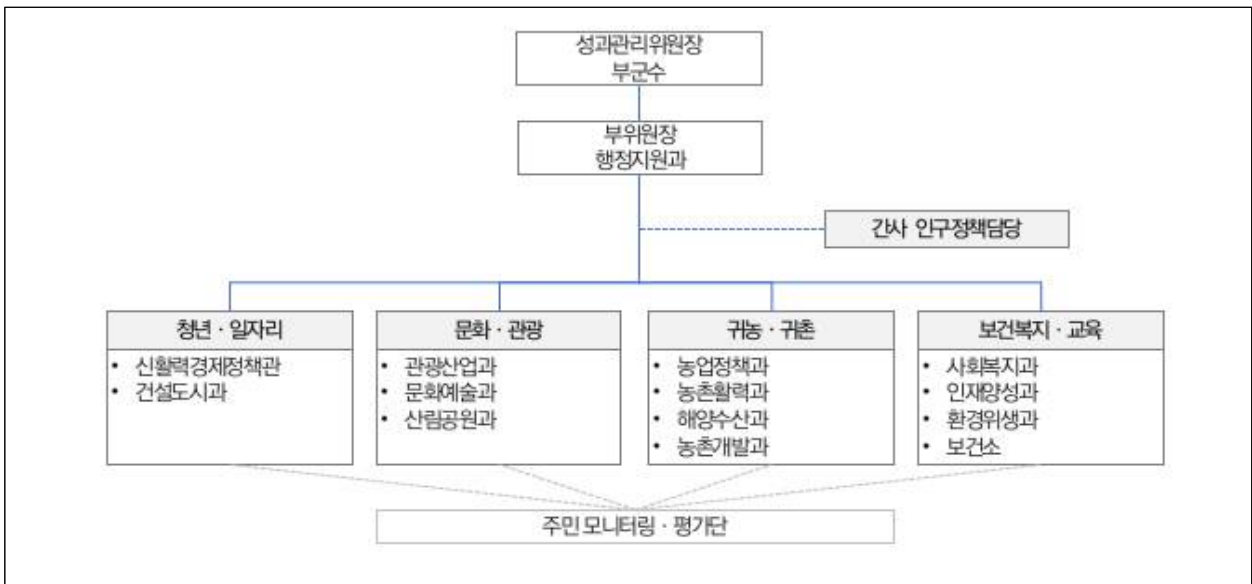 성과관리위원장
부군수
부위원장
행정지원과
간사 인구정책담당
청년 · 일자리
• 신활력경제정책관
• 건설도시과
문화 · 관광
• 관광산업과
• 문화예술과
• 산림공원과
귀농 · 귀촌
• 농업정책과
• 농촌활력과
• 해양수산과
• 농촌개발과
보건복지 · 교육
• 사회복지과
• 인재양성과
• 환경위생과
• 보건소
주민 모니터링 · 평가단